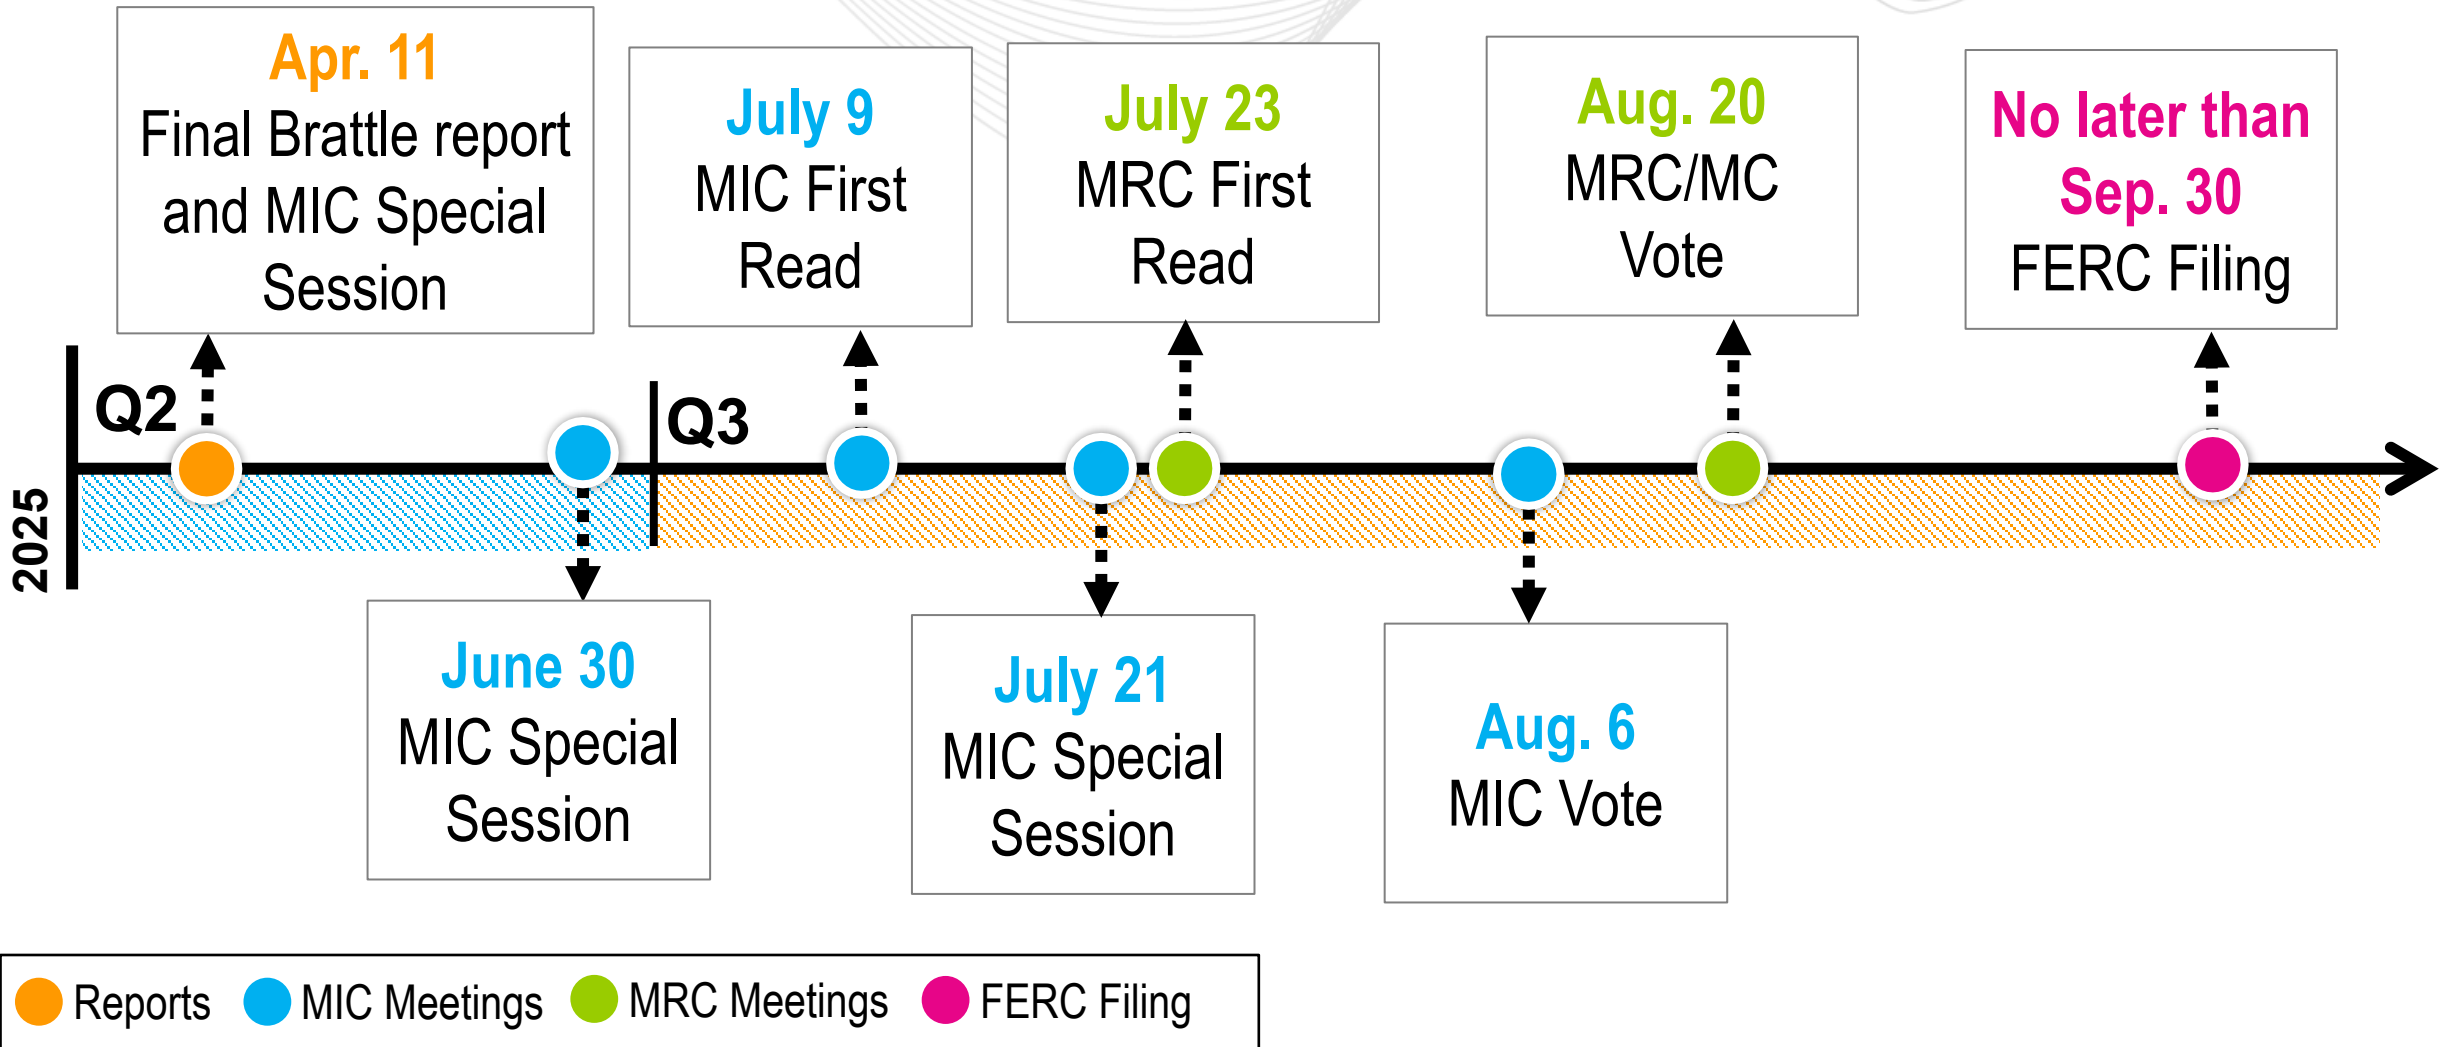 Apr. 11
Final Brattle report
and MIC Special
Session
July 9
MIC First
Read
July 23
MRC First
Read
Aug. 20
MRC/MC
Vote
No later than
Sep. 30
FERC Filing
Q2
Q3
2025
June 30
MIC Special
Session
July 21
MIC Special
Session
Aug. 6
MIC Vote
Reports
MIC Meetings
MRC Meetings
FERC Filing